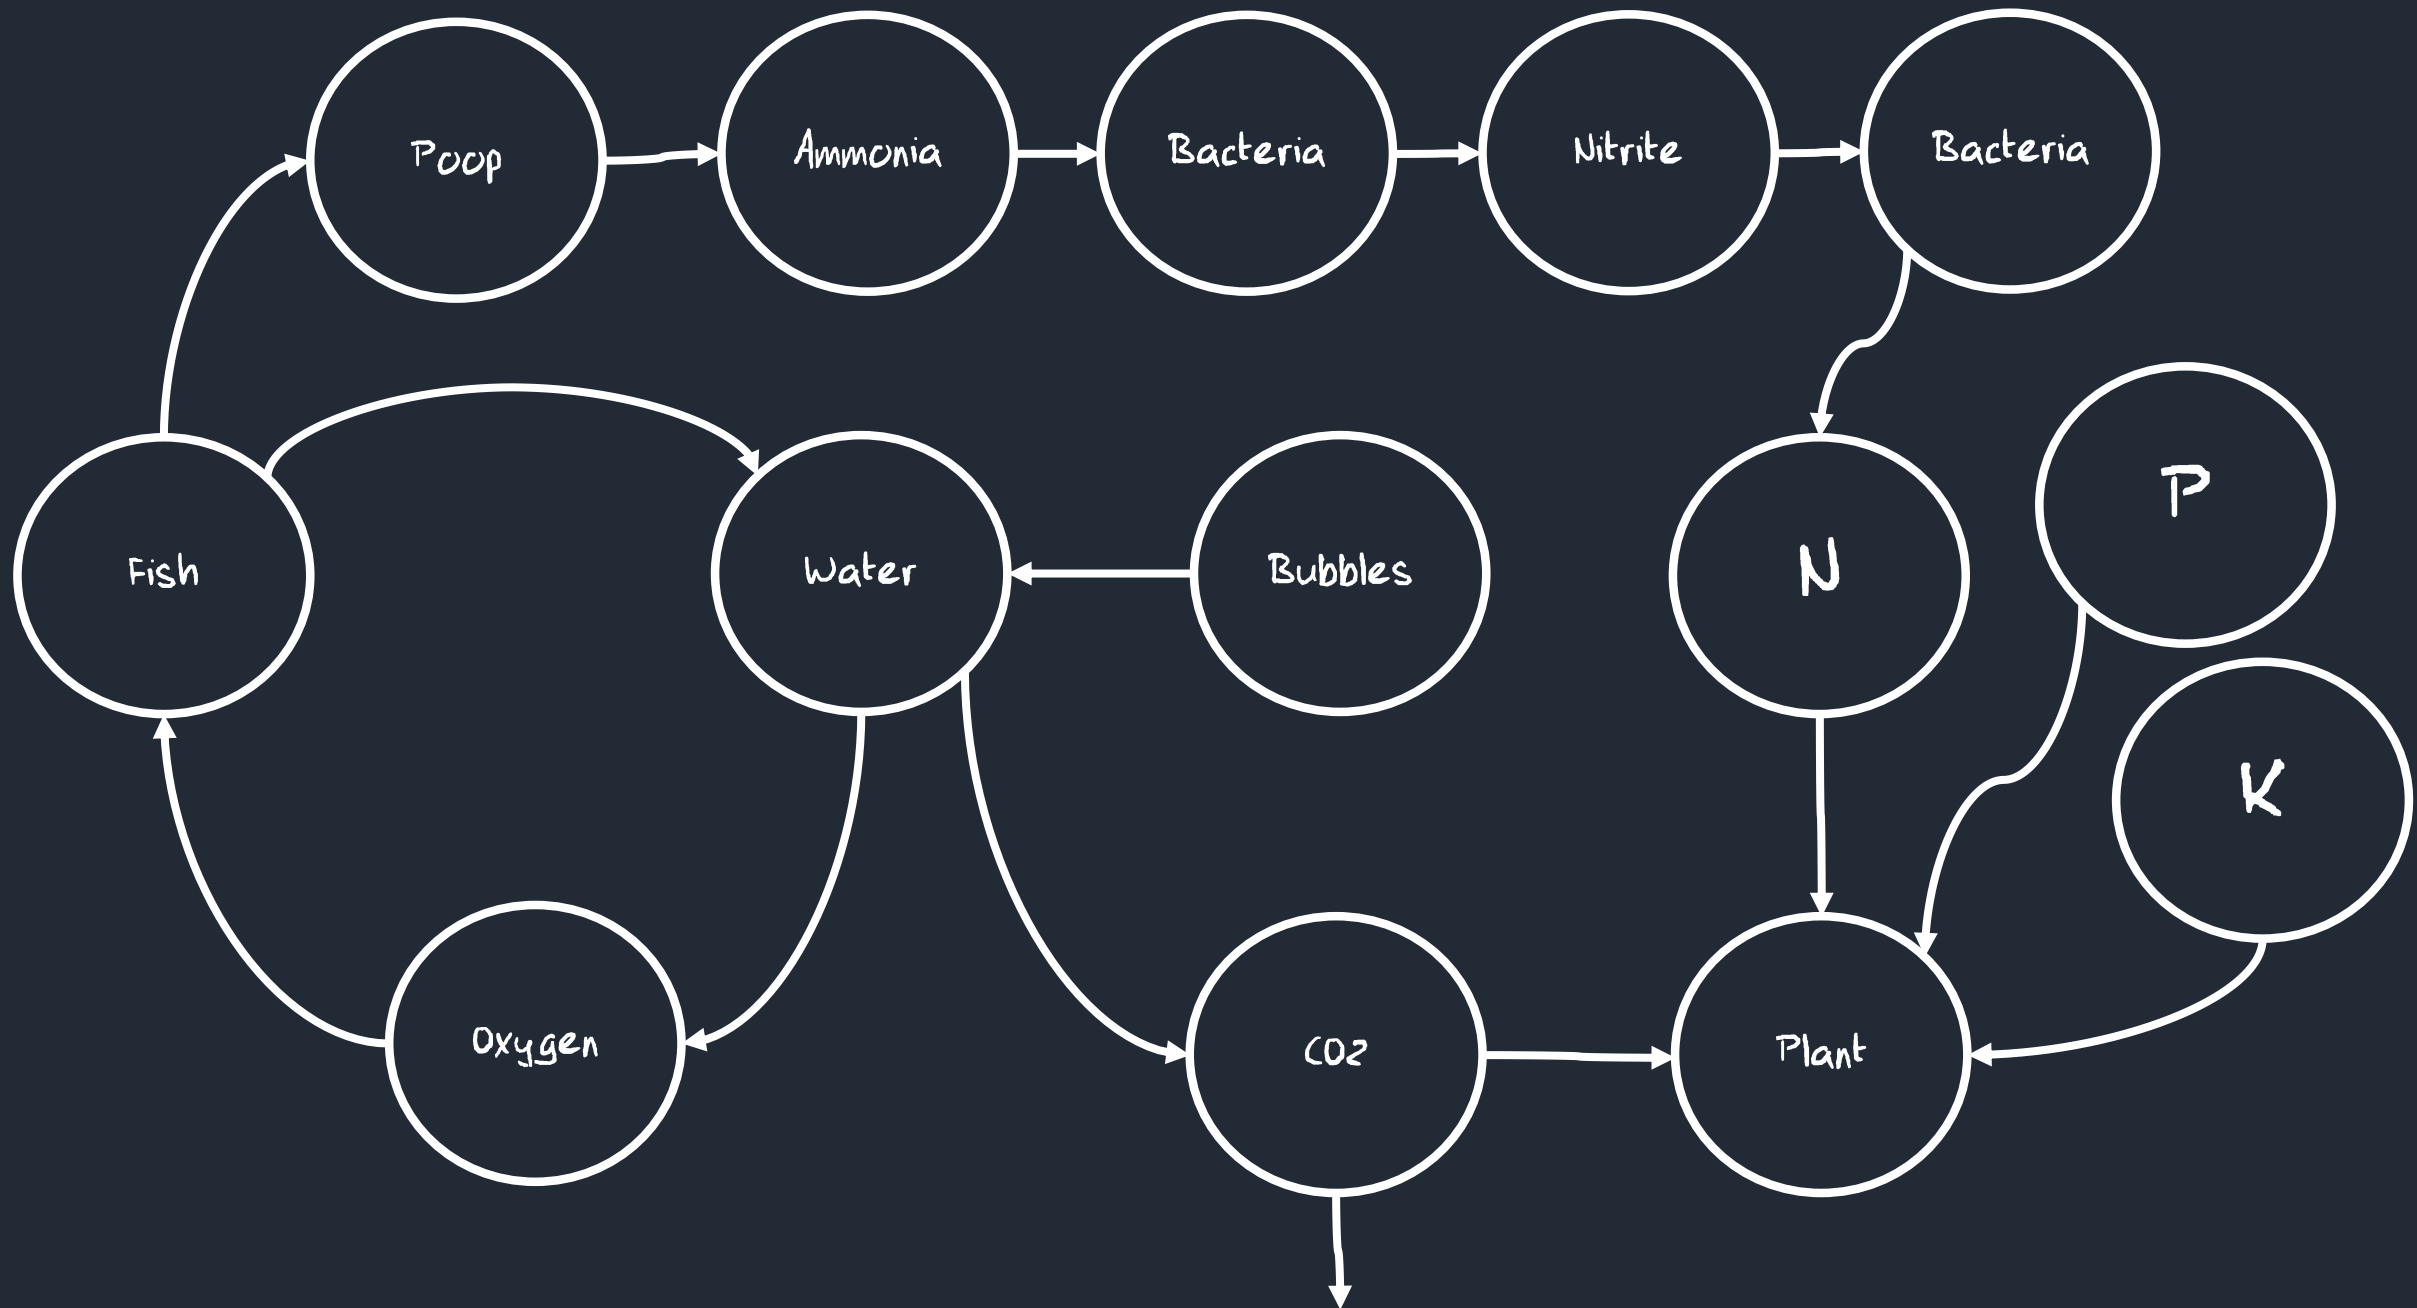 Poop
Ammonia
Bacteria
Nitrite
Bacteria
Fish
Water
Bubbles
N
P
K
Oxygen
CO2
Plant